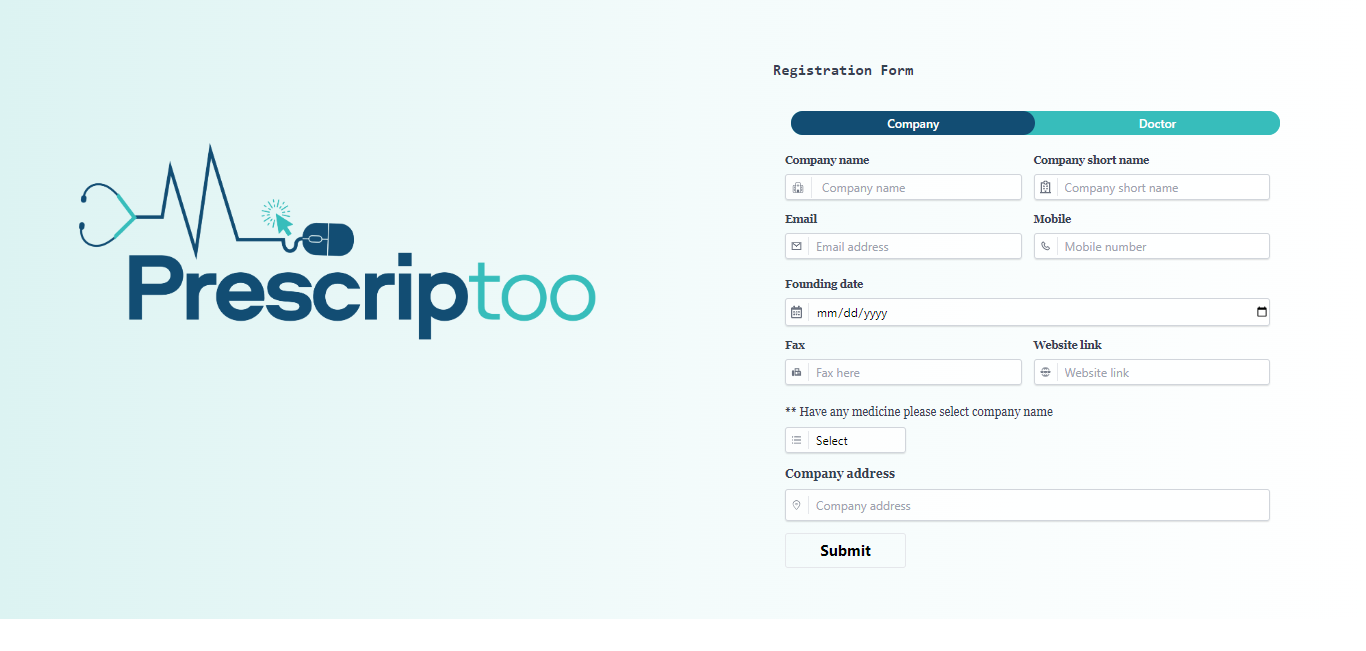 Prescriptoo
Registration Form
Company Doctor
Company name Company short name
Company name Company short name
Email Mobile
Email address Mobile number
Founding date
mm/dd/yyyy
Fax Website link
Fax here Website link
** Have any medicine please select company name
Select
Company address
Company address
Submit